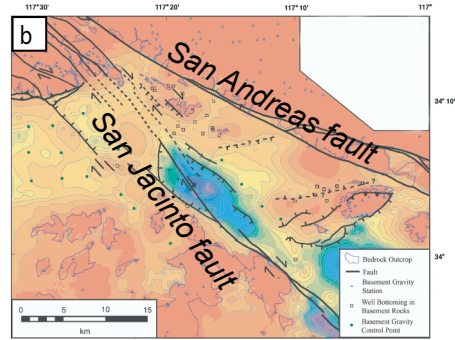 117°30'
117°20'
117°10'
117°
b
San Andreas fault
34°10'
San Jacinto fault
34°
Bedrock Outcrop
Fault
Basement Gravity
Station
Well Bottoming in
Basement Rocks
Basement Gravity
Control Point
0 5 10 15
km